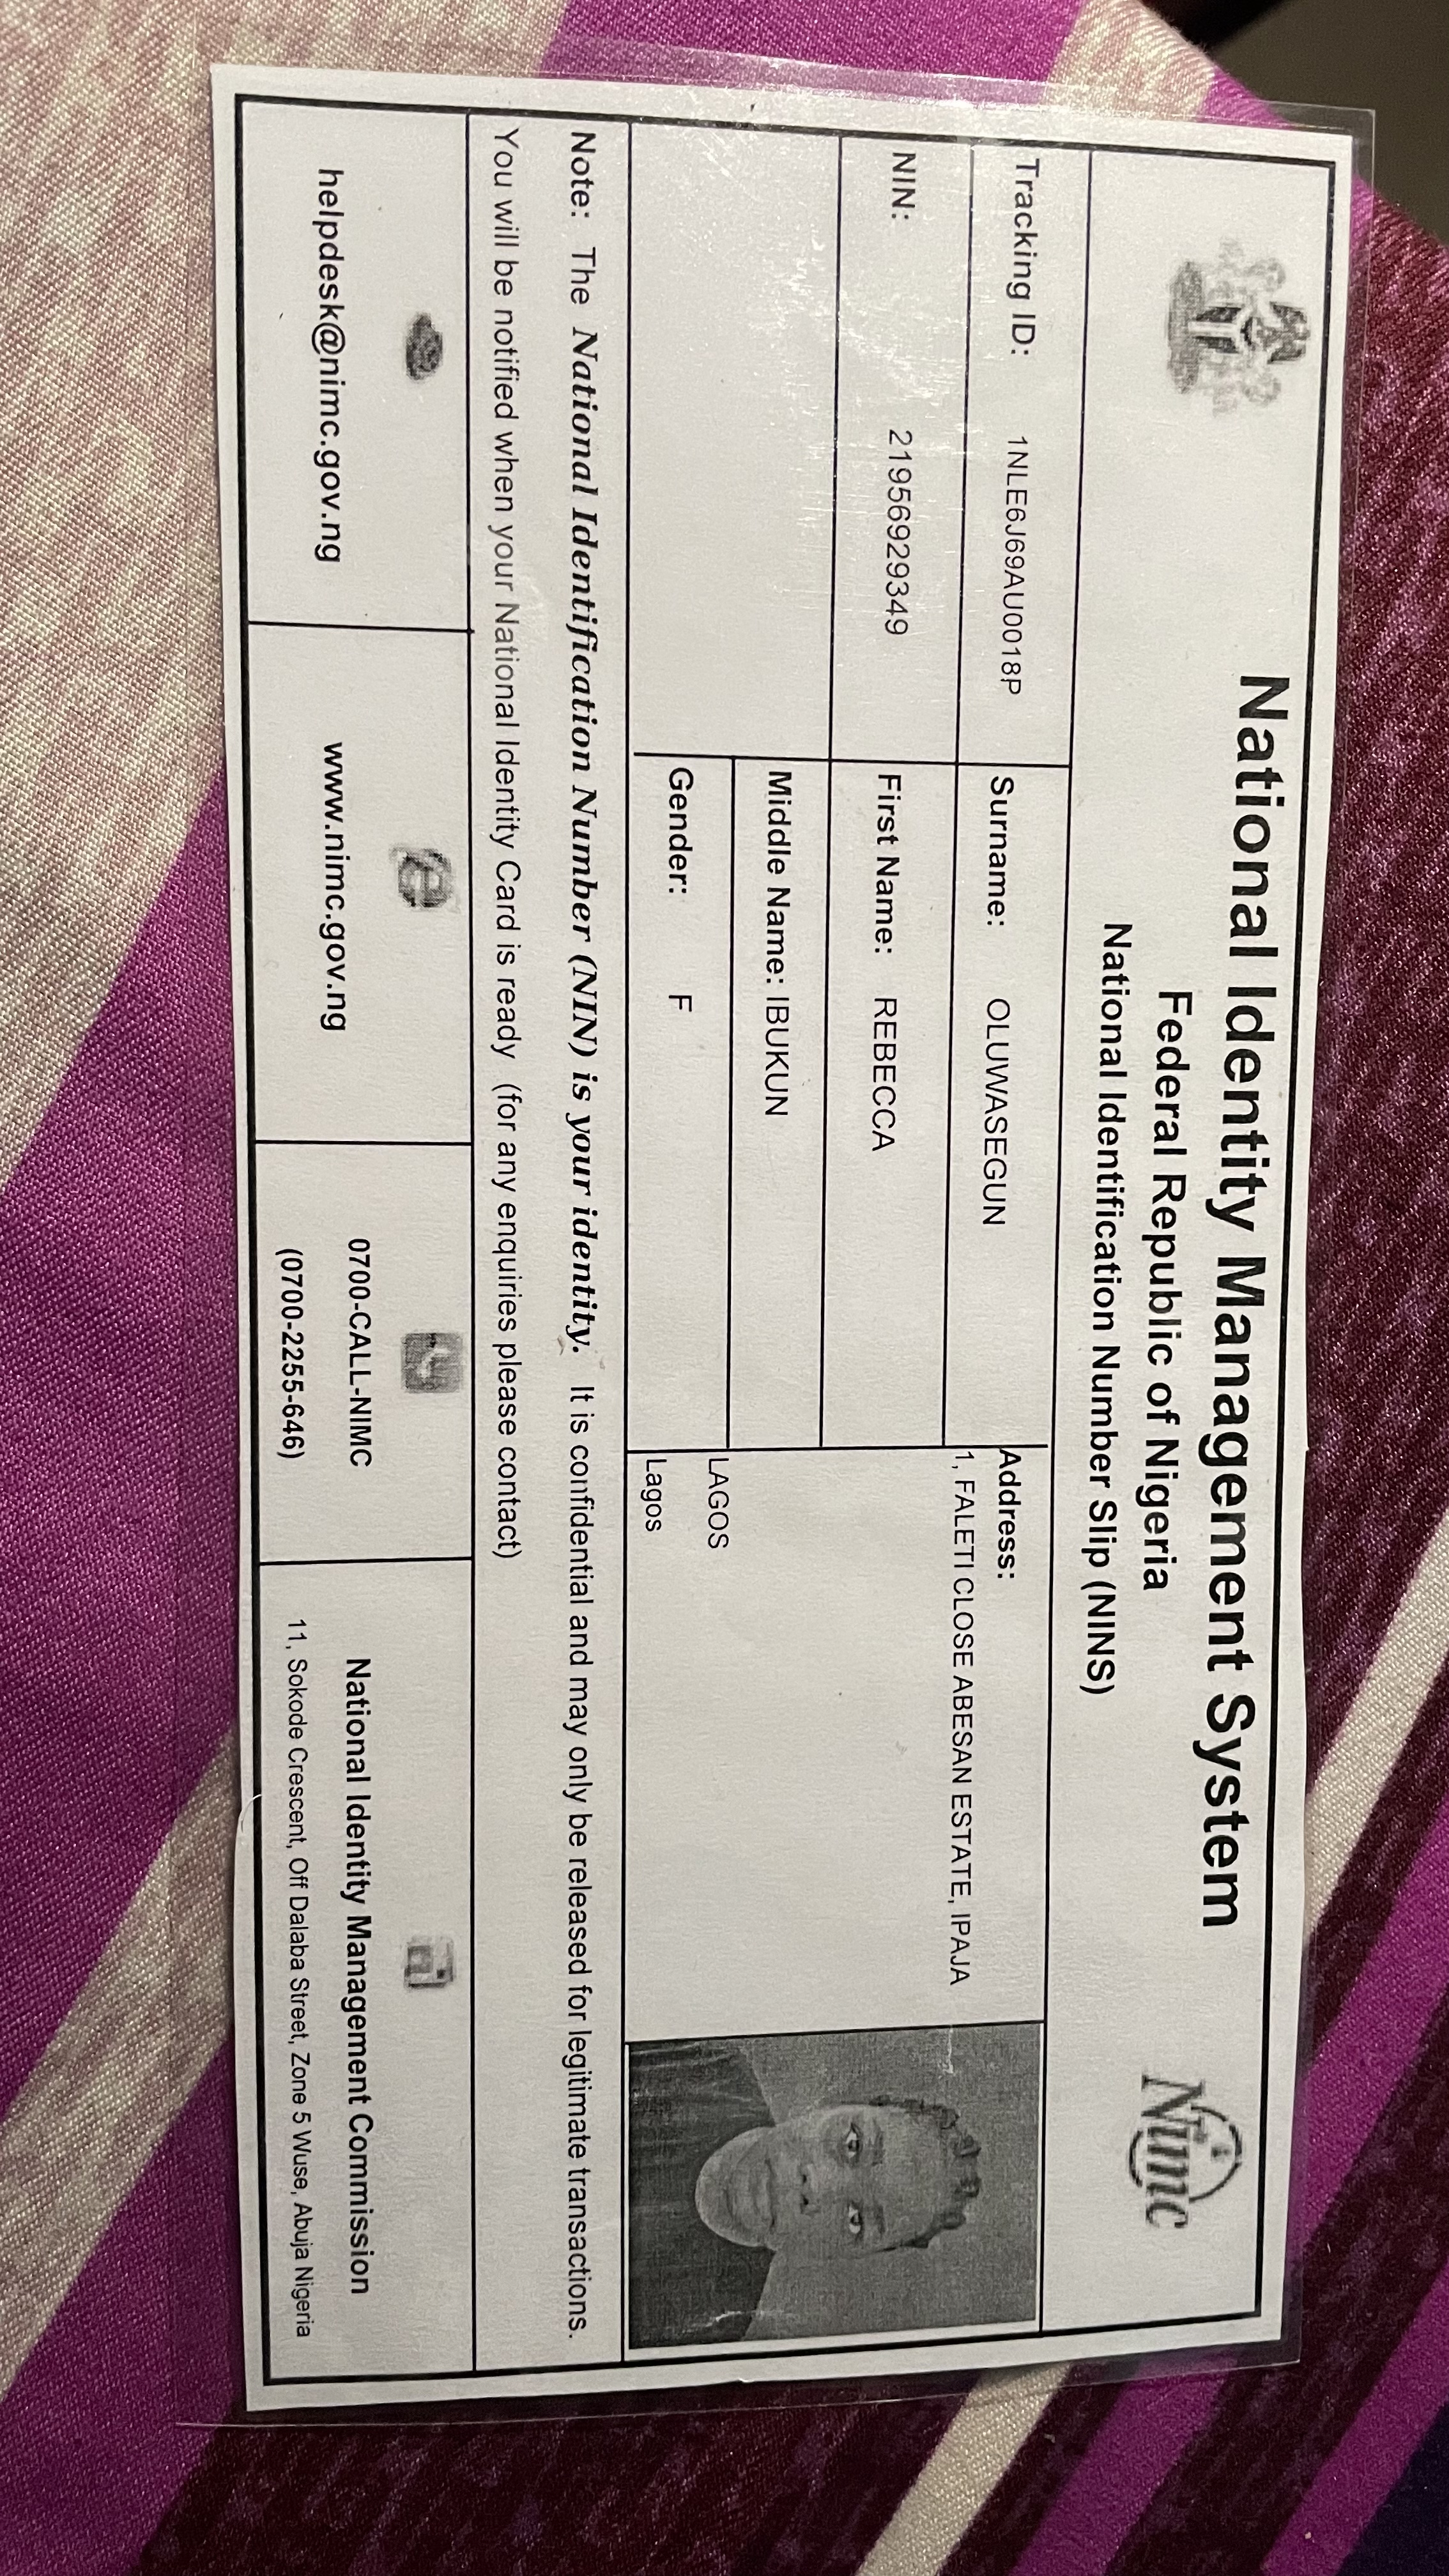 National Identity Management System
Federal Republic of Nigeria
National Identification Number Slip (NINS)
Nimc
Tracking ID: 1NLE6J69AU0018P
Surname: OLUWASEGUN
Address:
1, FALETI CLOSE ABESAN ESTATE, IPAJA
NIN: 21956929349
First Name: REBECCA
Middle Name: IBUKUN
LAGOS
Gender: F
Lagos
Note: The National Identification Number (NIN) is your identity. It is confidential and may only be released for legitimate transactions.
You will be notified when your National Identity Card is ready (for any enquiries please contact)
helpdesk@nimc.gov.ng
www.nimc.gov.ng
0700-CALL-NIMC
(0700-2255-646)
National Identity Management Commission
11, Sokode Crescent, Off Dalaba Street, Zone 5 Wuse, Abuja Nigeria